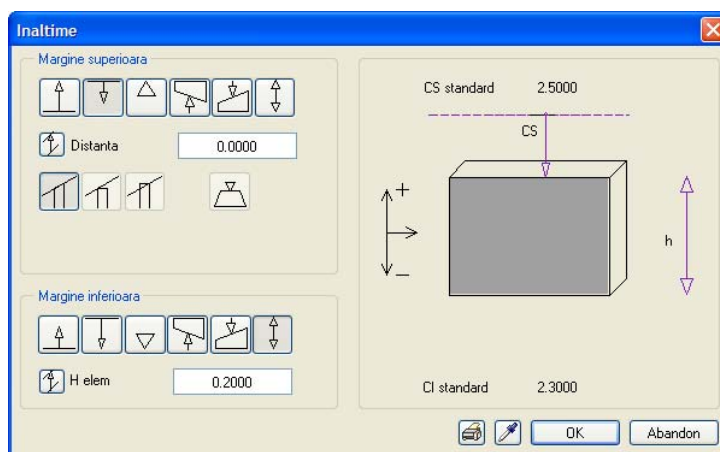 Inaltime
Margine superioara
Distanta 0.0000
Margine inferioara
H elem 0.2000
CS standard 2.5000
CS
+
h
−
CI standard 2.3000
OK Abandon